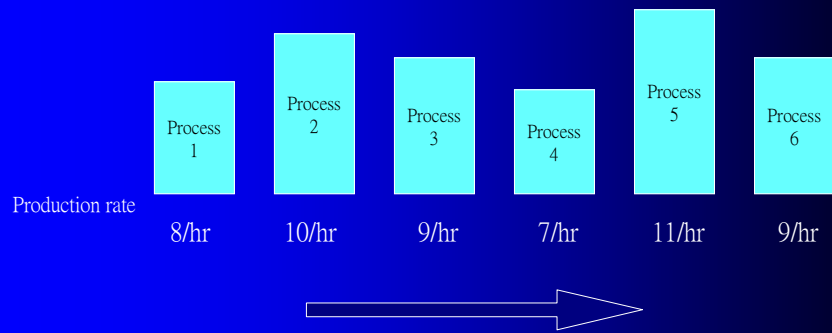 Process
1
Process
2
Process
3
Process
4
Process
5
Process
6
Production rate
8/hr
10/hr
9/hr
7/hr
11/hr
9/hr